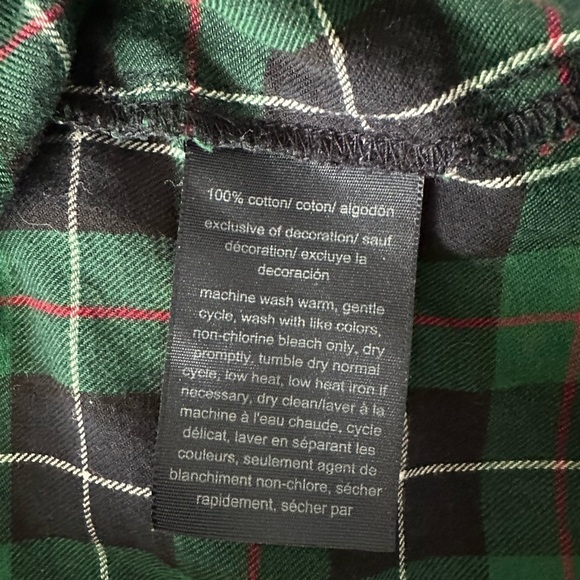 100% cotton/ coton/ algodón
exclusive of decoration/ sauf
décoration/ excluye la
decoración
machine wash warm, gentle
cycle, wash with like colors,
non-chlorine bleach only, dry
promptly, tumble dry normal
cycle, low heat, low heat iron if
necessary, dry clean/laver à la
machine à l'eau chaude, cycle
délicat, laver en séparant les
couleurs, seulement agent de
blanchiment non-chlore, sécher
rapidement, sécher par